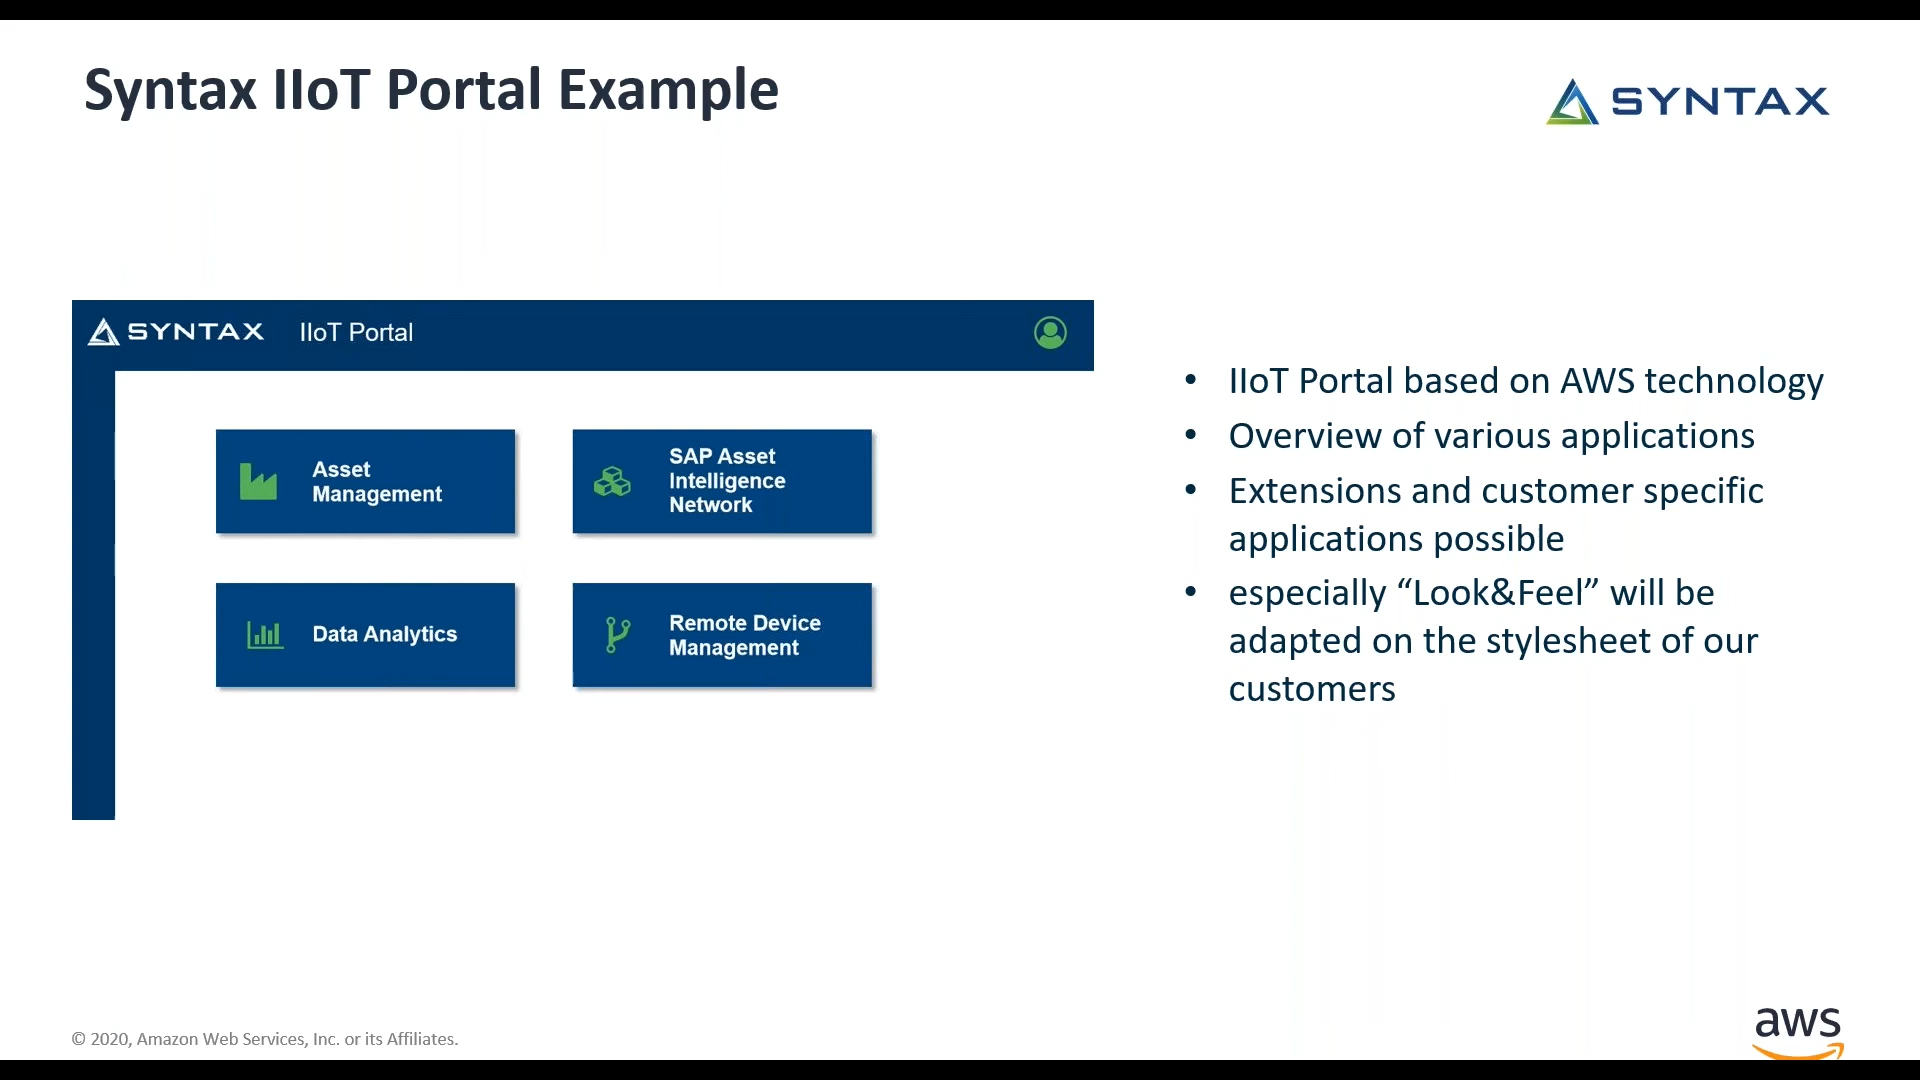 Syntax IIoT Portal Example
SYNTAX
SYNTAX IIoT Portal
Asset
Management
SAP Asset
Intelligence
Network
Data Analytics
Remote Device
Management
• IIoT Portal based on AWS technology
• Overview of various applications
• Extensions and customer specific
applications possible
• especially “Look&Feel” will be
adapted on the stylesheet of our
customers
© 2020, Amazon Web Services, Inc. or its Affiliates.
aws